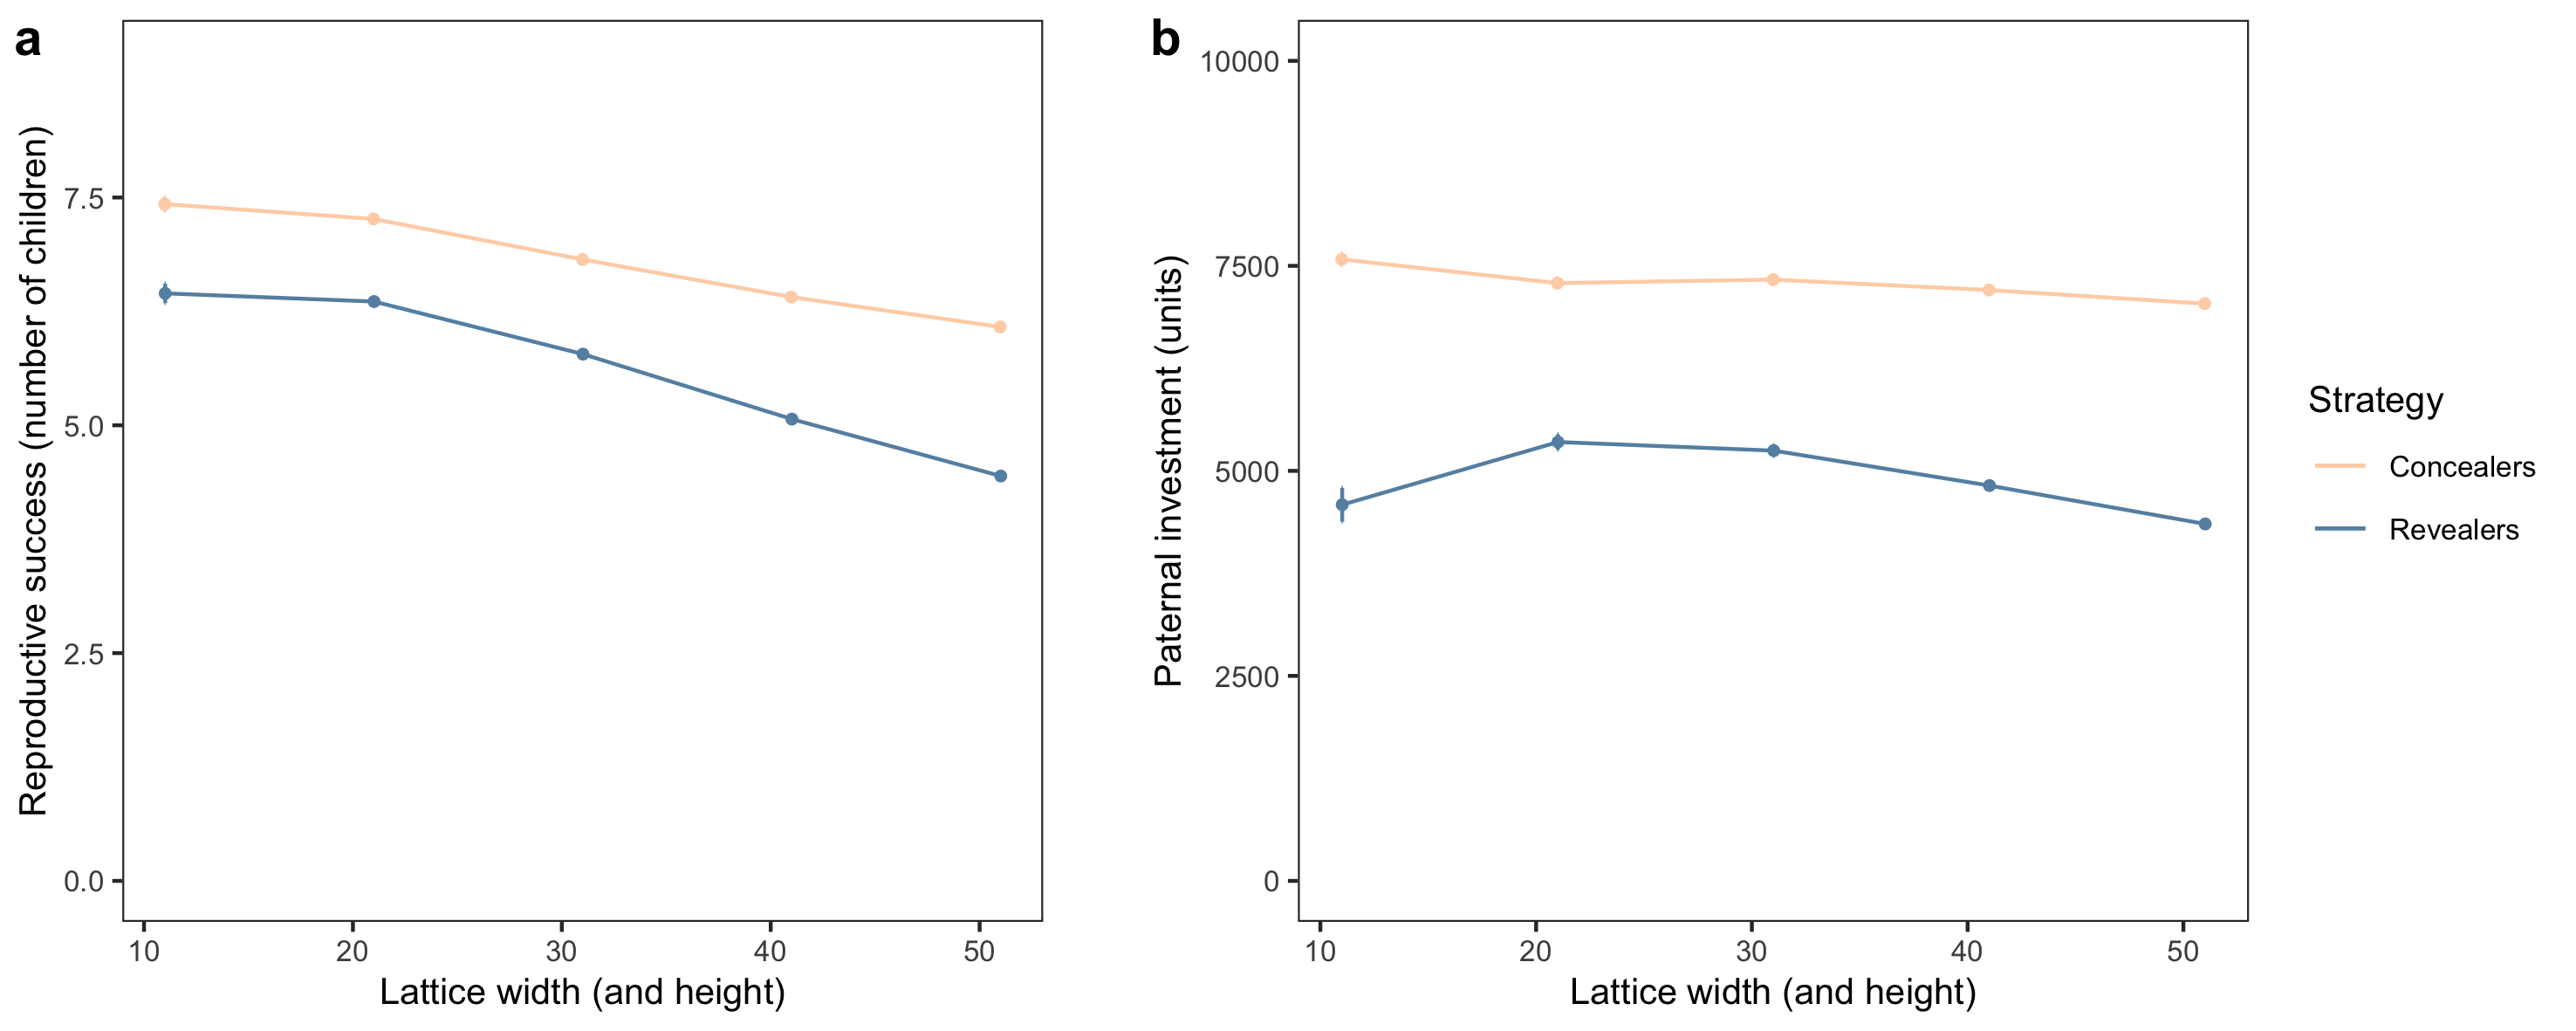 a
Reproductive success (number of children)
7.5
5.0
2.5
0.0
10 20 30 40 50
Lattice width (and height)
b
Paternal investment (units)
10000
7500
5000
2500
0
10 20 30 40 50
Lattice width (and height)
Strategy
Concealers
Revealers